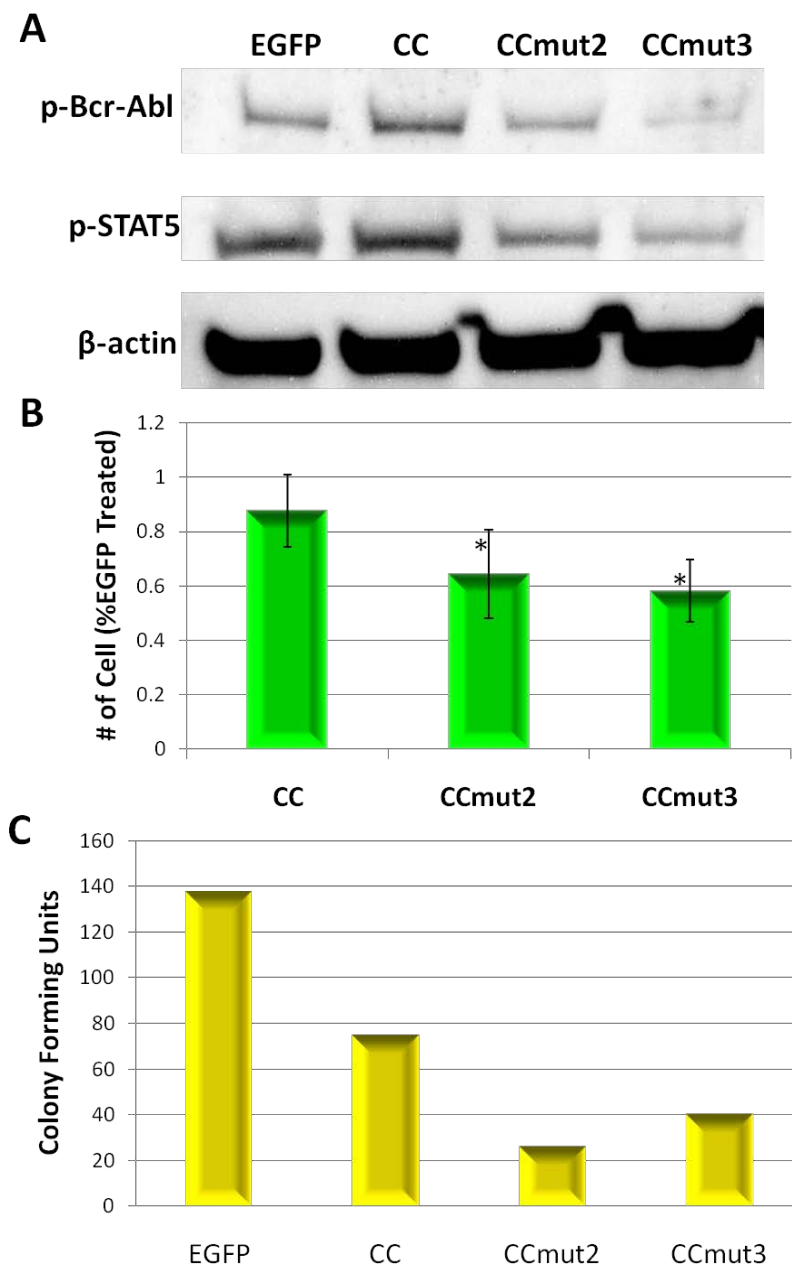 A
EGFP CC CCmut2 CCmut3
p-Bcr-Abl
p-STAT5
β-actin
B
# of Cell (%EGFP Treated)
1.2
1
0.8
0.6
0.4
0.2
0
*
*
CC CCmut2 CCmut3
C
Colony Forming Units
160
140
120
100
80
60
40
20
0
EGFP CC CCmut2 CCmut3